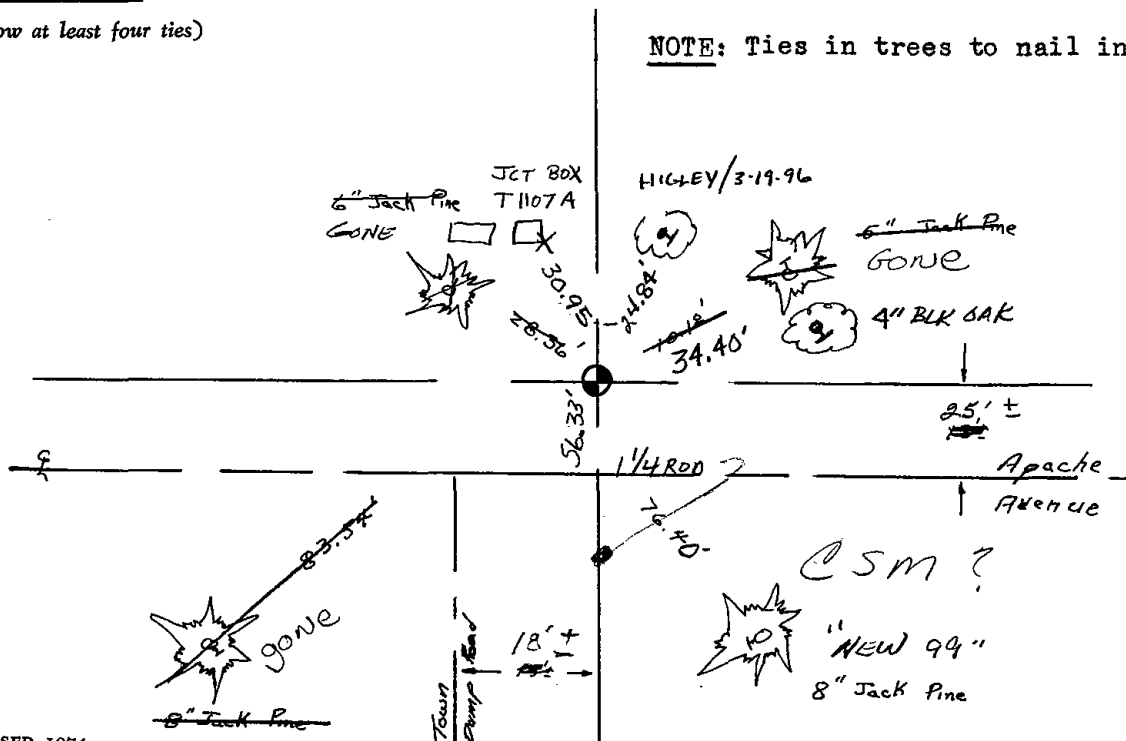 ow at least four ties)
NOTE: Ties in trees to nail in
JCT BOX
T1107A
HIGLEY/3-19-96
6" Jack Pine
GONE
6" Jack Pine
GONE
4" BLK OAK
30.95
24.84'
28.56'
34.40'
56.33'
25' ±
℄
1 1/4 ROD ?
Apache
Avenue
76.40'
83.54'
CSM ?
gone
18' ±
"NEW 99"
8" Jack Pine
8" Jack Pine
Town
Dump Road